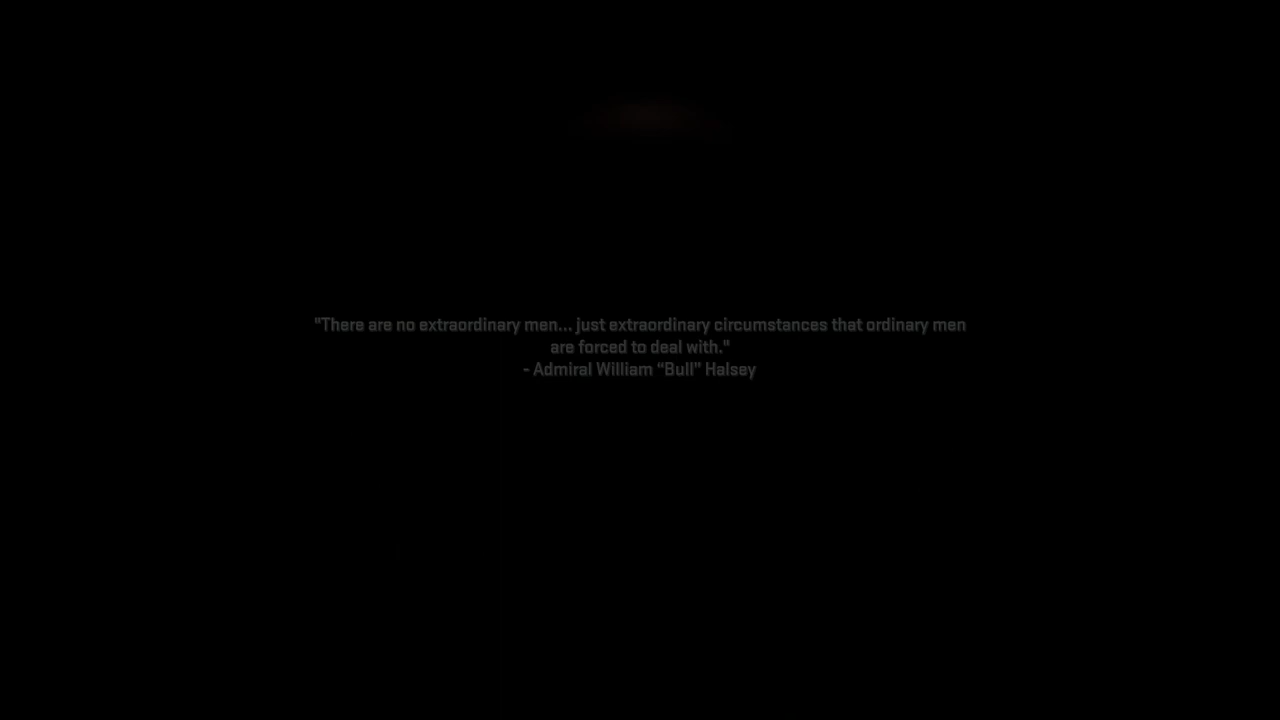 "There are no extraordinary men... just extraordinary circumstances that ordinary men
are forced to deal with."
- Admiral William “Bull” Halsey